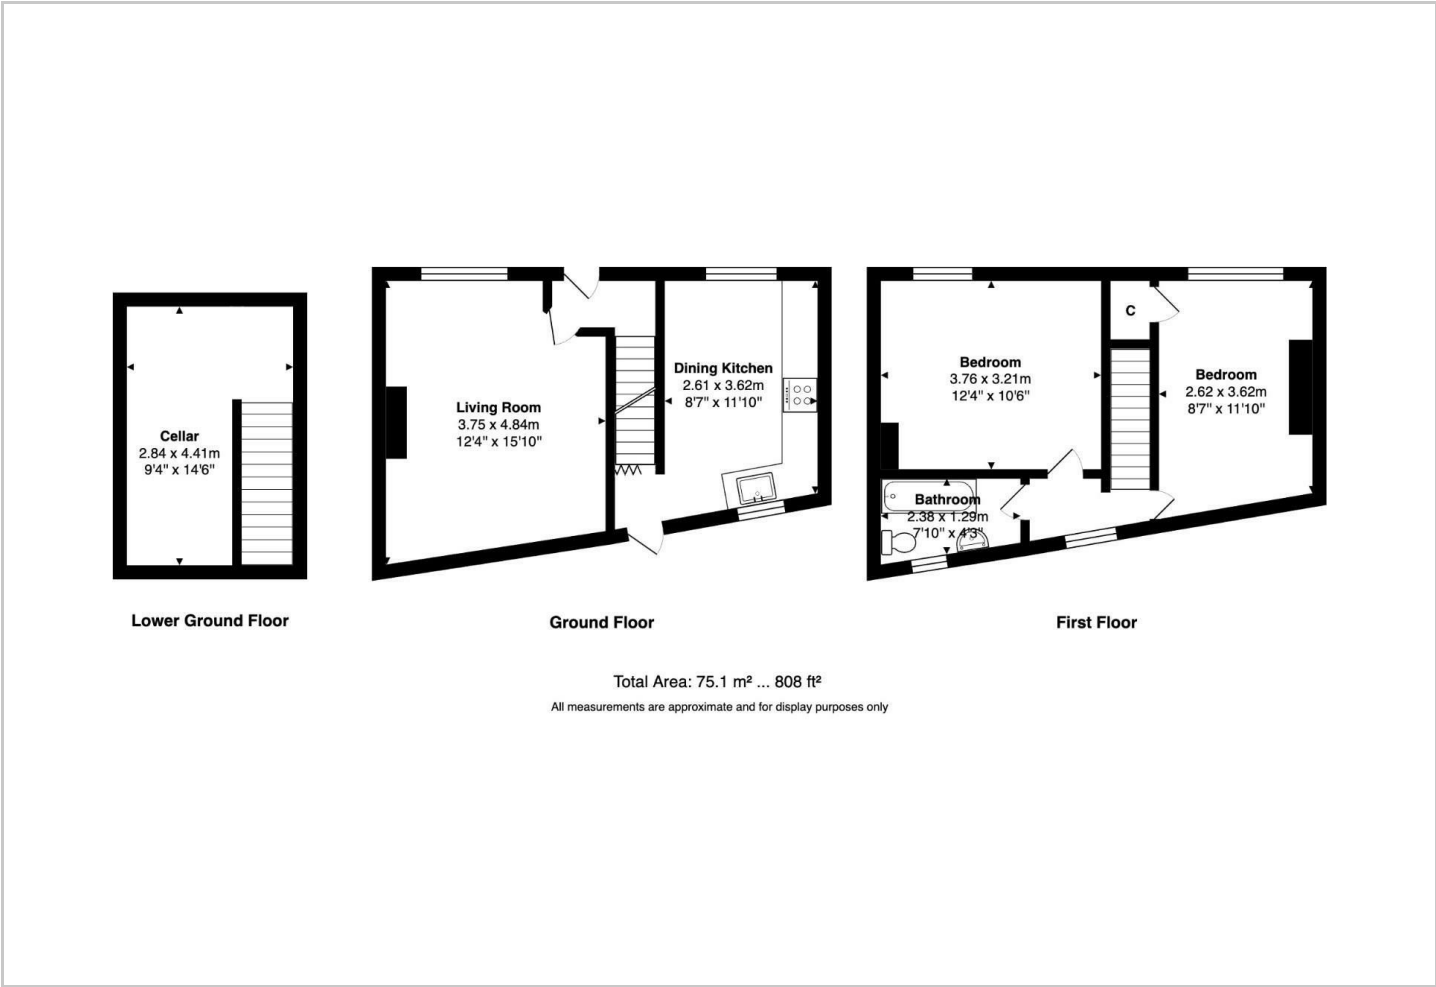 Cellar
2.84 x 4.41m
9'4" x 14'6"
Lower Ground Floor
Living Room
3.75 x 4.84m
12'4" x 15'10"
Dining Kitchen
2.61 x 3.62m
8'7" x 11'10"
Ground Floor
Bedroom
3.76 x 3.21m
12'4" x 10'6"
C
Bedroom
2.62 x 3.62m
8'7" x 11'10"
Bathroom
2.38 x 1.29m
7'10" x 4'3"
First Floor
Total Area: 75.1 m² ... 808 ft²
All measurements are approximate and for display purposes only